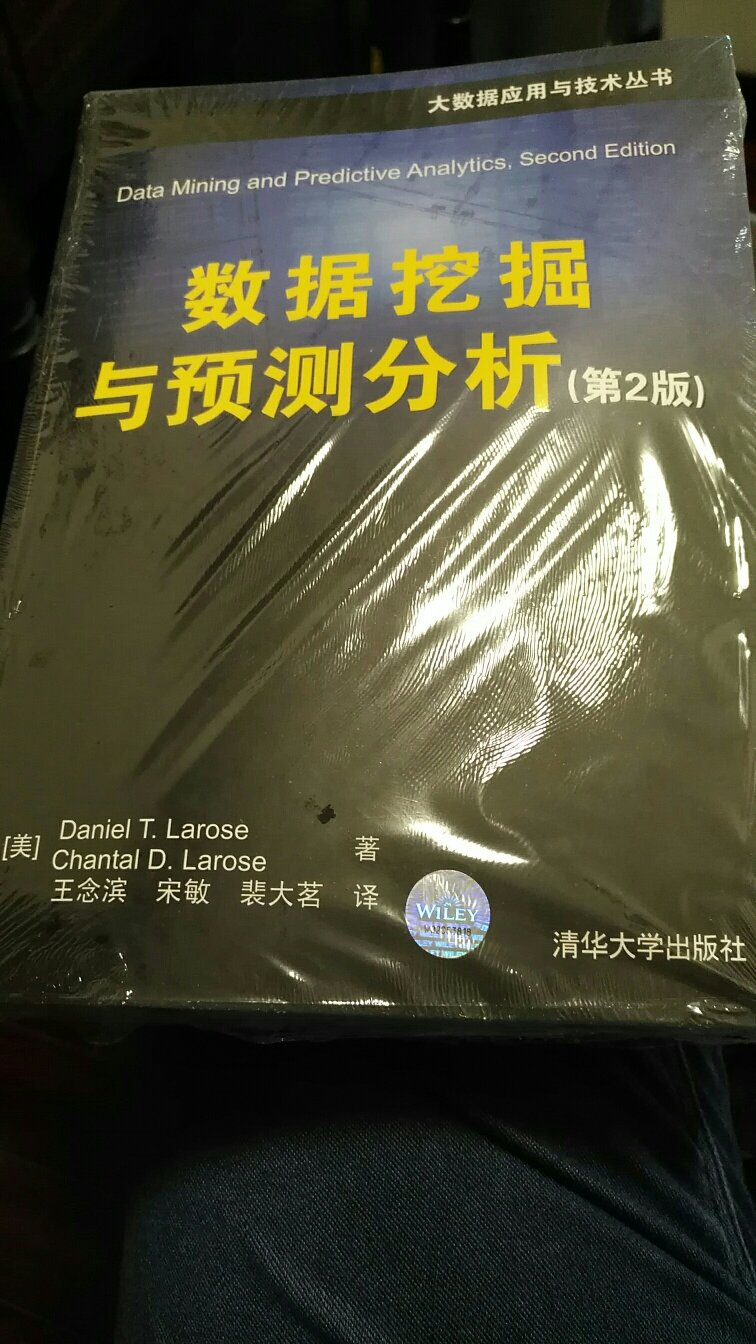 大数据应用与技术丛书
Data Mining and Predictive Analytics, Second Edition
数据挖掘
与预测分析(第2版)
[美] Daniel T. Larose
Chantal D. Larose 著
王念滨 宋敏 裴大茗 译
WILEY
清华大学出版社